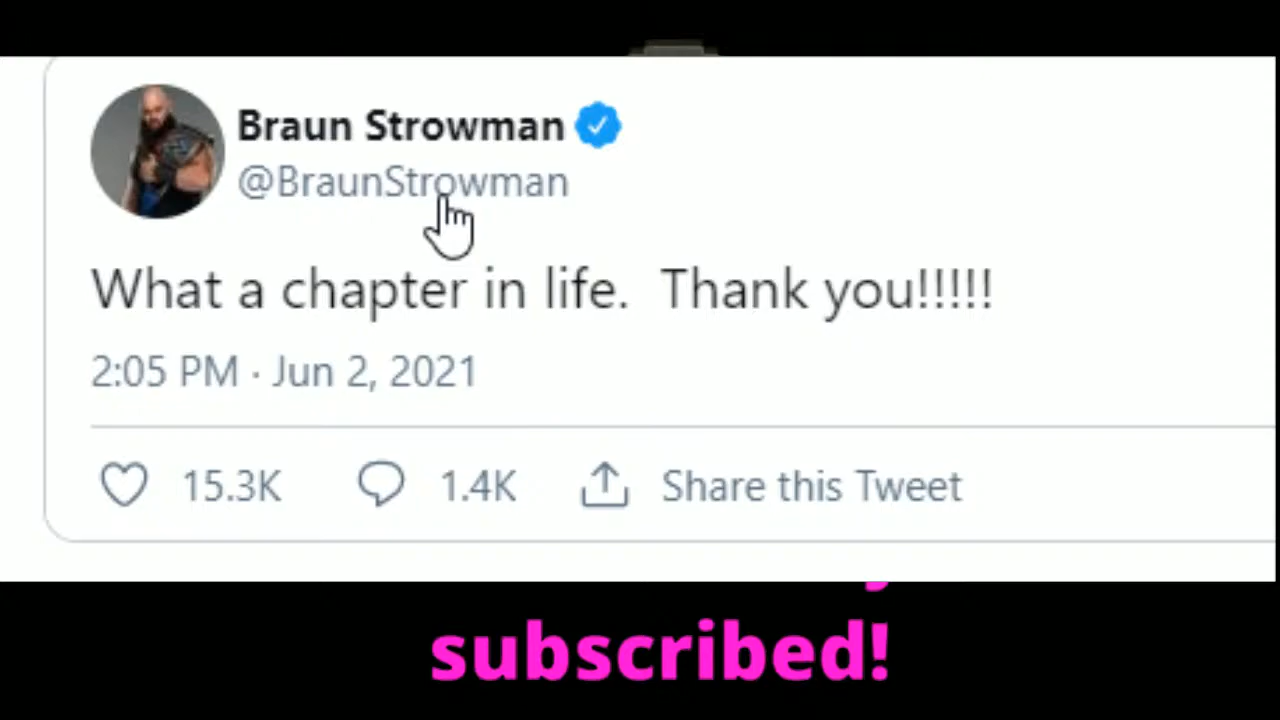 Braun Strowman
@BraunStrowman
What a chapter in life.  Thank you!!!!!
2:05 PM · Jun 2, 2021
15.3K 1.4K Share this Tweet
subscribed!